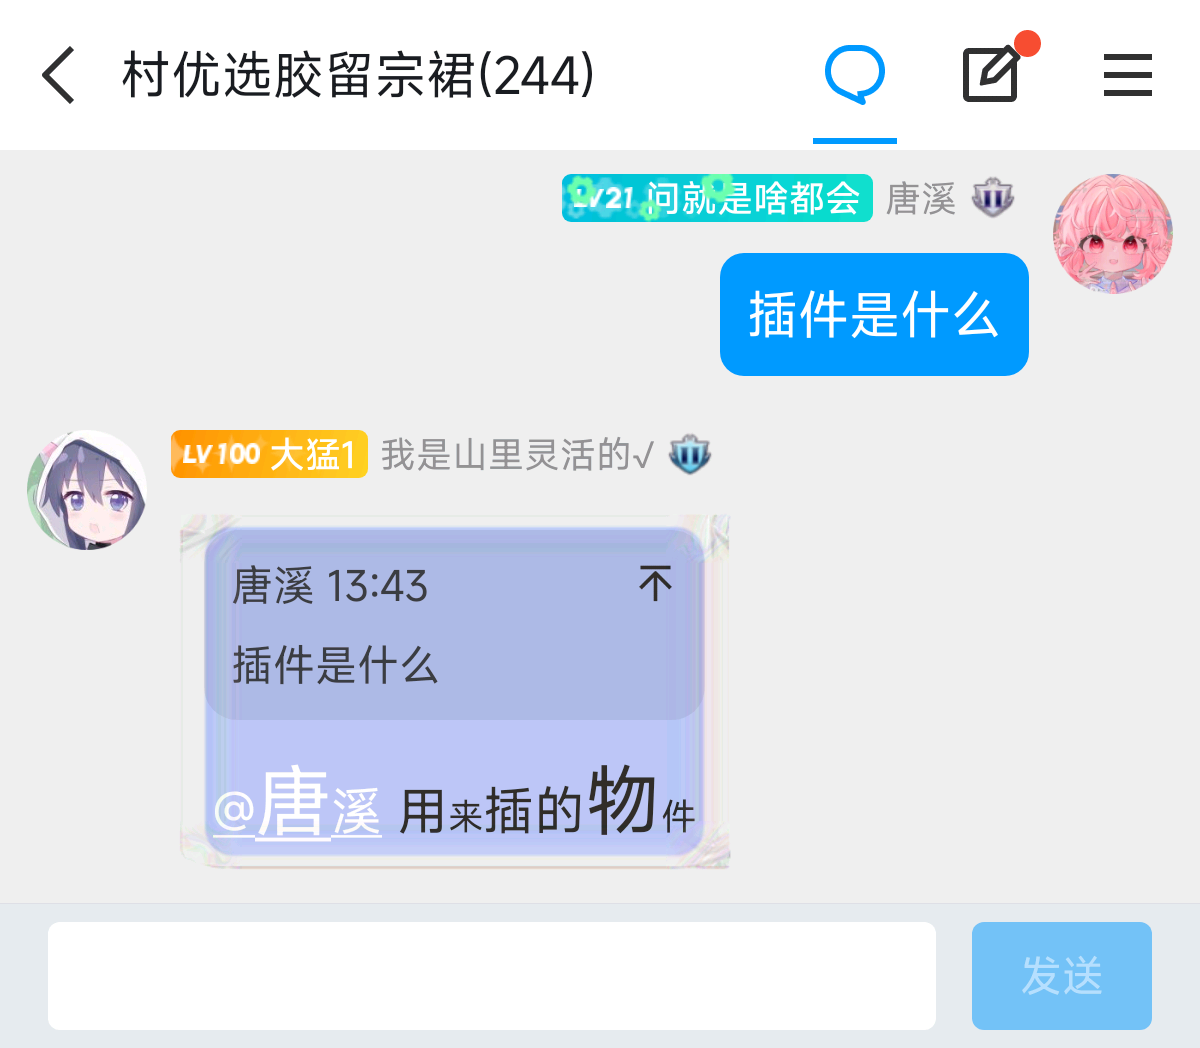 村优选胶留宗裙(244)
LV21 问就是啥都会 唐溪
插件是什么
LV100 大猛1 我是山里灵活的√
唐溪 13:43
插件是什么
@唐溪 用来插的物件
发送